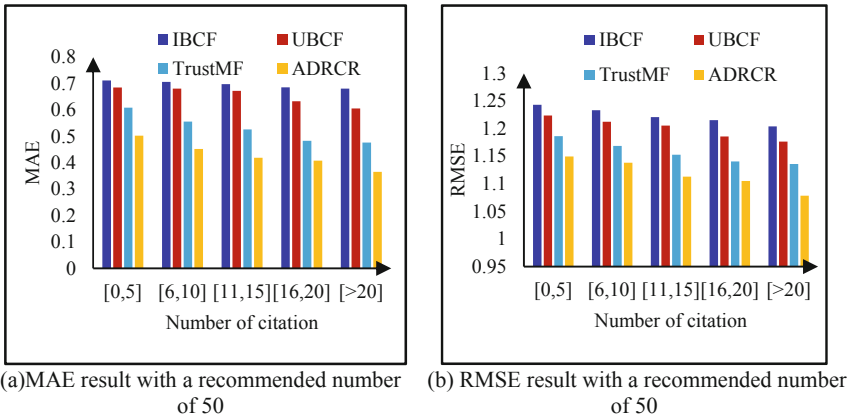 IBCF UBCF
TrustMF ADRCR
0.8
0.7
0.6
0.5
0.4
0.3
0.2
0.1
0
MAE
[0,5] [6,10] [11,15] [16,20] [>20]
Number of citation
(a)MAE result with a recommended number
of 50
IBCF UBCF
TrustMF ADRCR
1.3
1.25
1.2
1.15
1.1
1.05
1
0.95
RMSE
[0,5] [6,10] [11,15] [16,20] [>20]
Number of citation
(b) RMSE result with a recommended number
of 50